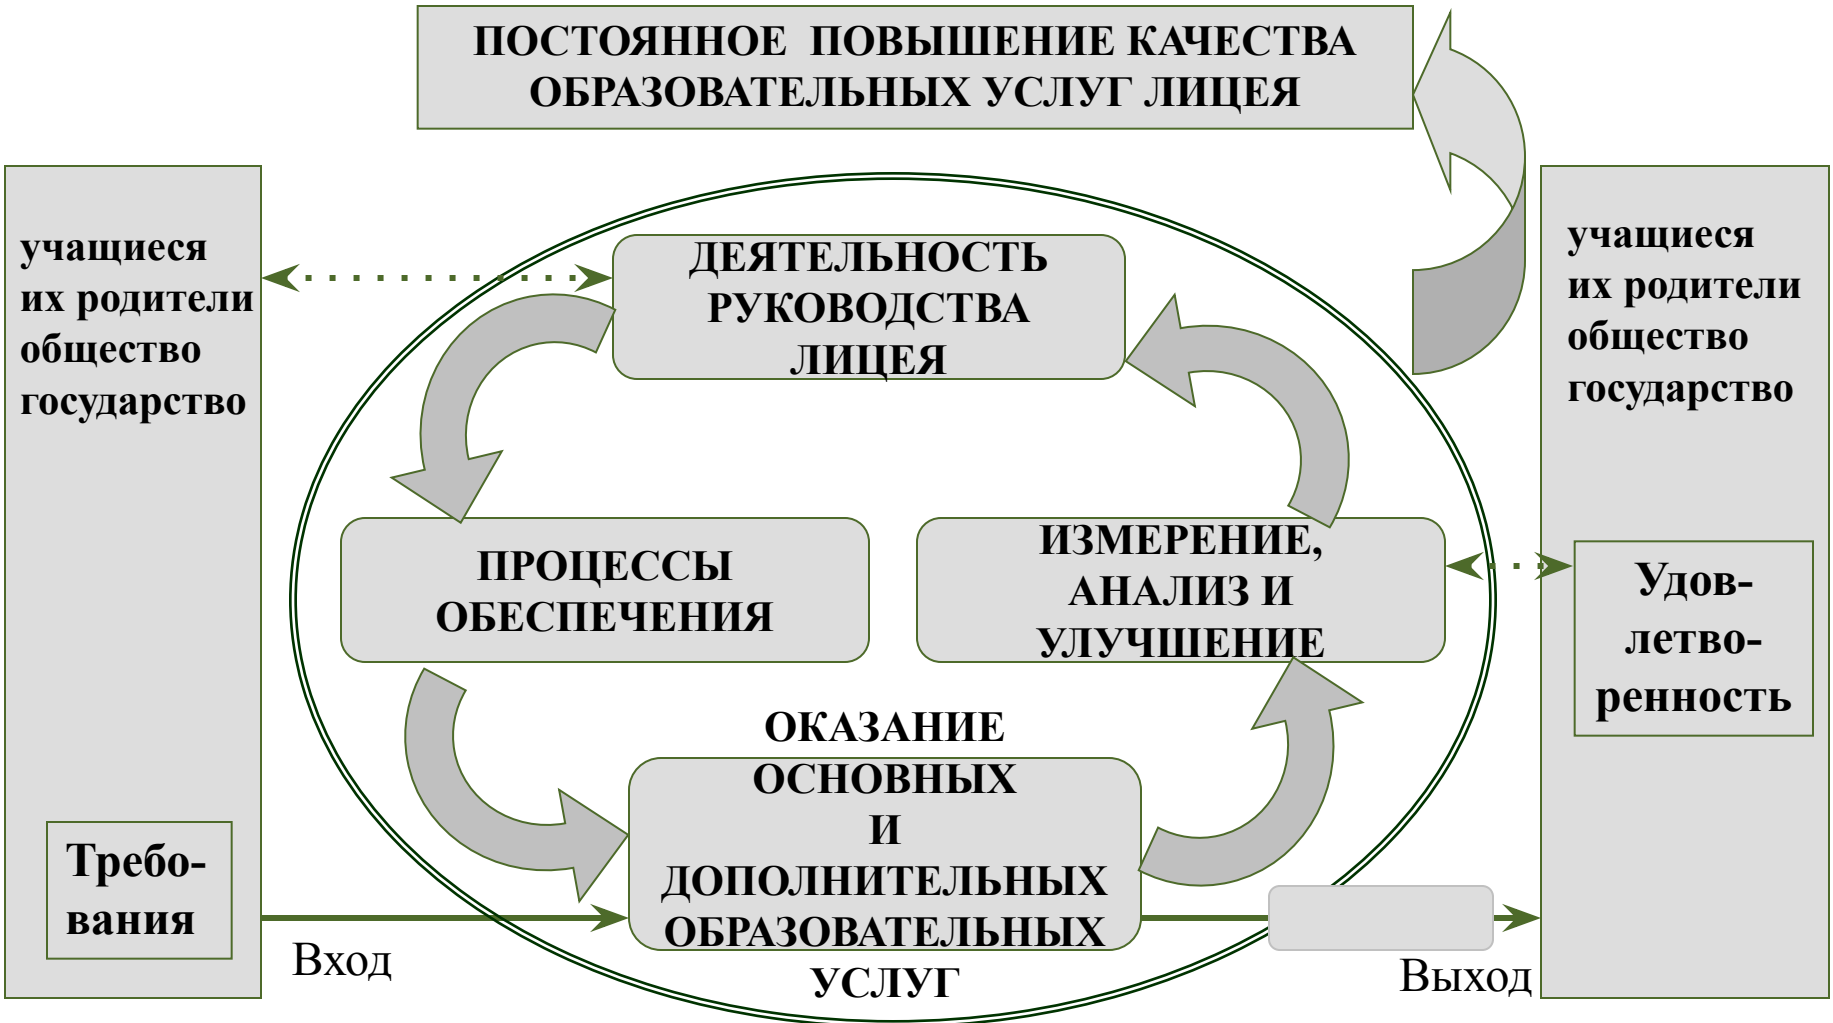 ПОСТОЯННОЕ ПОВЫШЕНИЕ КАЧЕСТВА
ОБРАЗОВАТЕЛЬНЫХ УСЛУГ ЛИЦЕЯ
учащиеся
их родители
общество
государство
Требо-
вания
Вход
ДЕЯТЕЛЬНОСТЬ
РУКОВОДСТВА
ЛИЦЕЯ
ПРОЦЕССЫ
ОБЕСПЕЧЕНИЯ
ИЗМЕРЕНИЕ,
АНАЛИЗ И
УЛУЧШЕНИЕ
ОКАЗАНИЕ
ОСНОВНЫХ
И
ДОПОЛНИТЕЛЬНЫХ
ОБРАЗОВАТЕЛЬНЫХ
УСЛУГ
учащиеся
их родители
общество
государство
Удов-
летво-
ренность
Выход